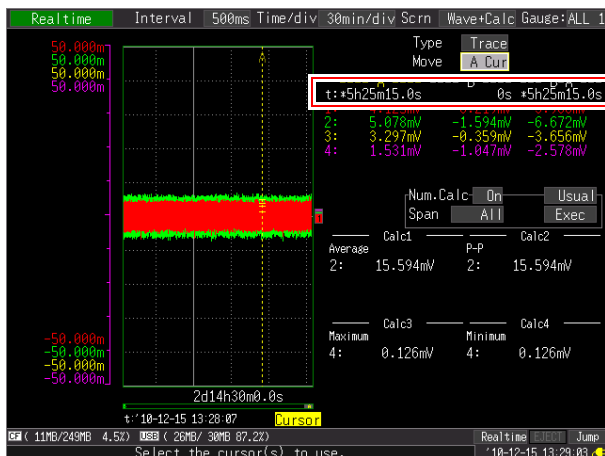 Realtime Interval 500ms Time/div 30min/div Scrn Wave+Calc Gauge:ALL 1
50.000m
50.000m
50.000m
50.000m
Type Trace
Move A Cur
t:*5h25m15.0s 0s *5h25m15.0s
2: 5.078mV -1.594mV -6.672mV
3: 3.297mV -0.359mV -3.656mV
4: 1.531mV -1.047mV -2.578mV
Num.Calc On Usual
Span All Exec
Calc1 Calc2
Average P-P
2: 15.594mV 2: 15.594mV
Calc3 Calc4
Maximum Minimum
4: 0.126mV 4: 0.126mV
-50.000m
-50.000m
-50.000m
-50.000m
2d14h30m0.0s
t:'10-12-15 13:28:07 Cursor
CF( 11MB/249MB 4.5%) USB ( 26MB/ 30MB 87.2%) Realtime EJECT Jump
Select the cursor(s) to use. '10-12-15 13:29:03